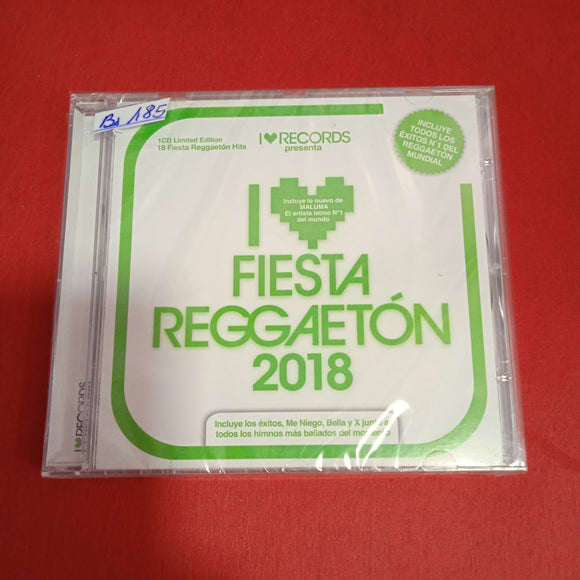 B1 185
1CD Limited Edition
18 Fiesta Reggaetón Hits
I ♥ RECORDS
presenta
INCLUYE
TODOS LOS
ÉXITOS Nº1 DEL
REGGAETÓN
MUNDIAL
I
Incluye lo nuevo de
MALUMA
El artista latino Nº1
del mundo
FIESTA
REGGAETÓN
2018
Incluye los éxitos, Me Niego, Bella y X junto a
todos los himnos más bailados del momento
I ♥ RECORDS